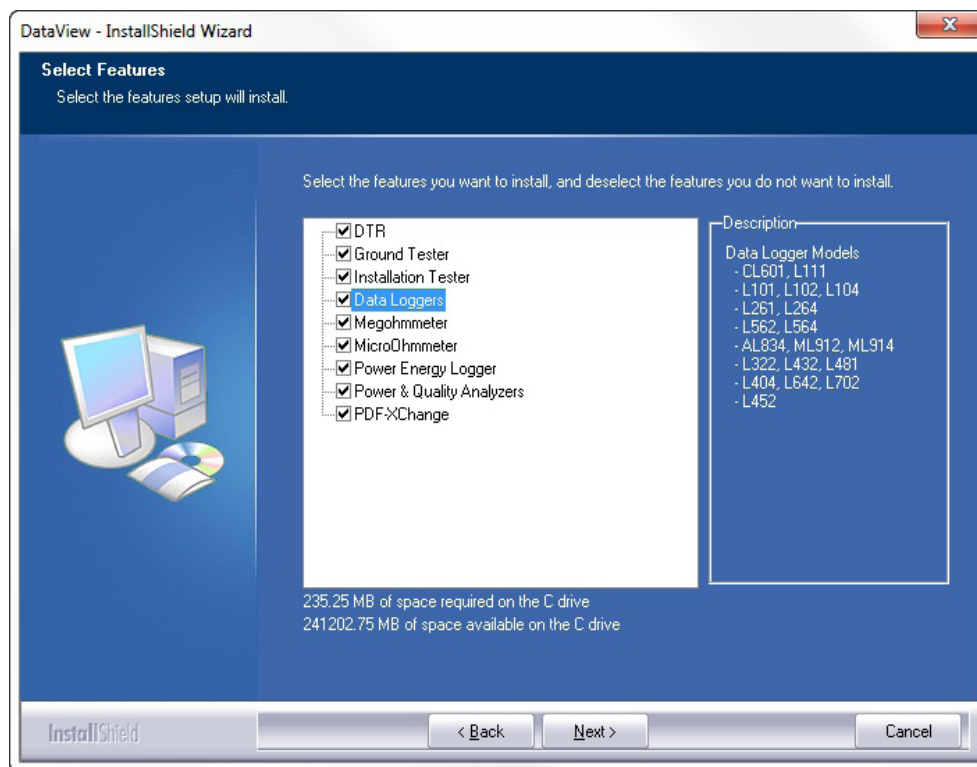 DataView - InstallShield Wizard
Select Features
Select the features setup will install.
Select the features you want to install, and deselect the features you do not want to install.
DTR
Ground Tester
Installation Tester
Data Loggers
Megohmmeter
MicroOhmmeter
Power Energy Logger
Power & Quality Analyzers
PDF-XChange
Description
Data Logger Models
- CL601, L111
- L101, L102, L104
- L261, L264
- L562, L564
- AL834, ML912, ML914
- L322, L432, L481
- L404, L642, L702
- L452
235.25 MB of space required on the C drive
241202.75 MB of space available on the C drive
InstallShield
< Back
Next >
Cancel